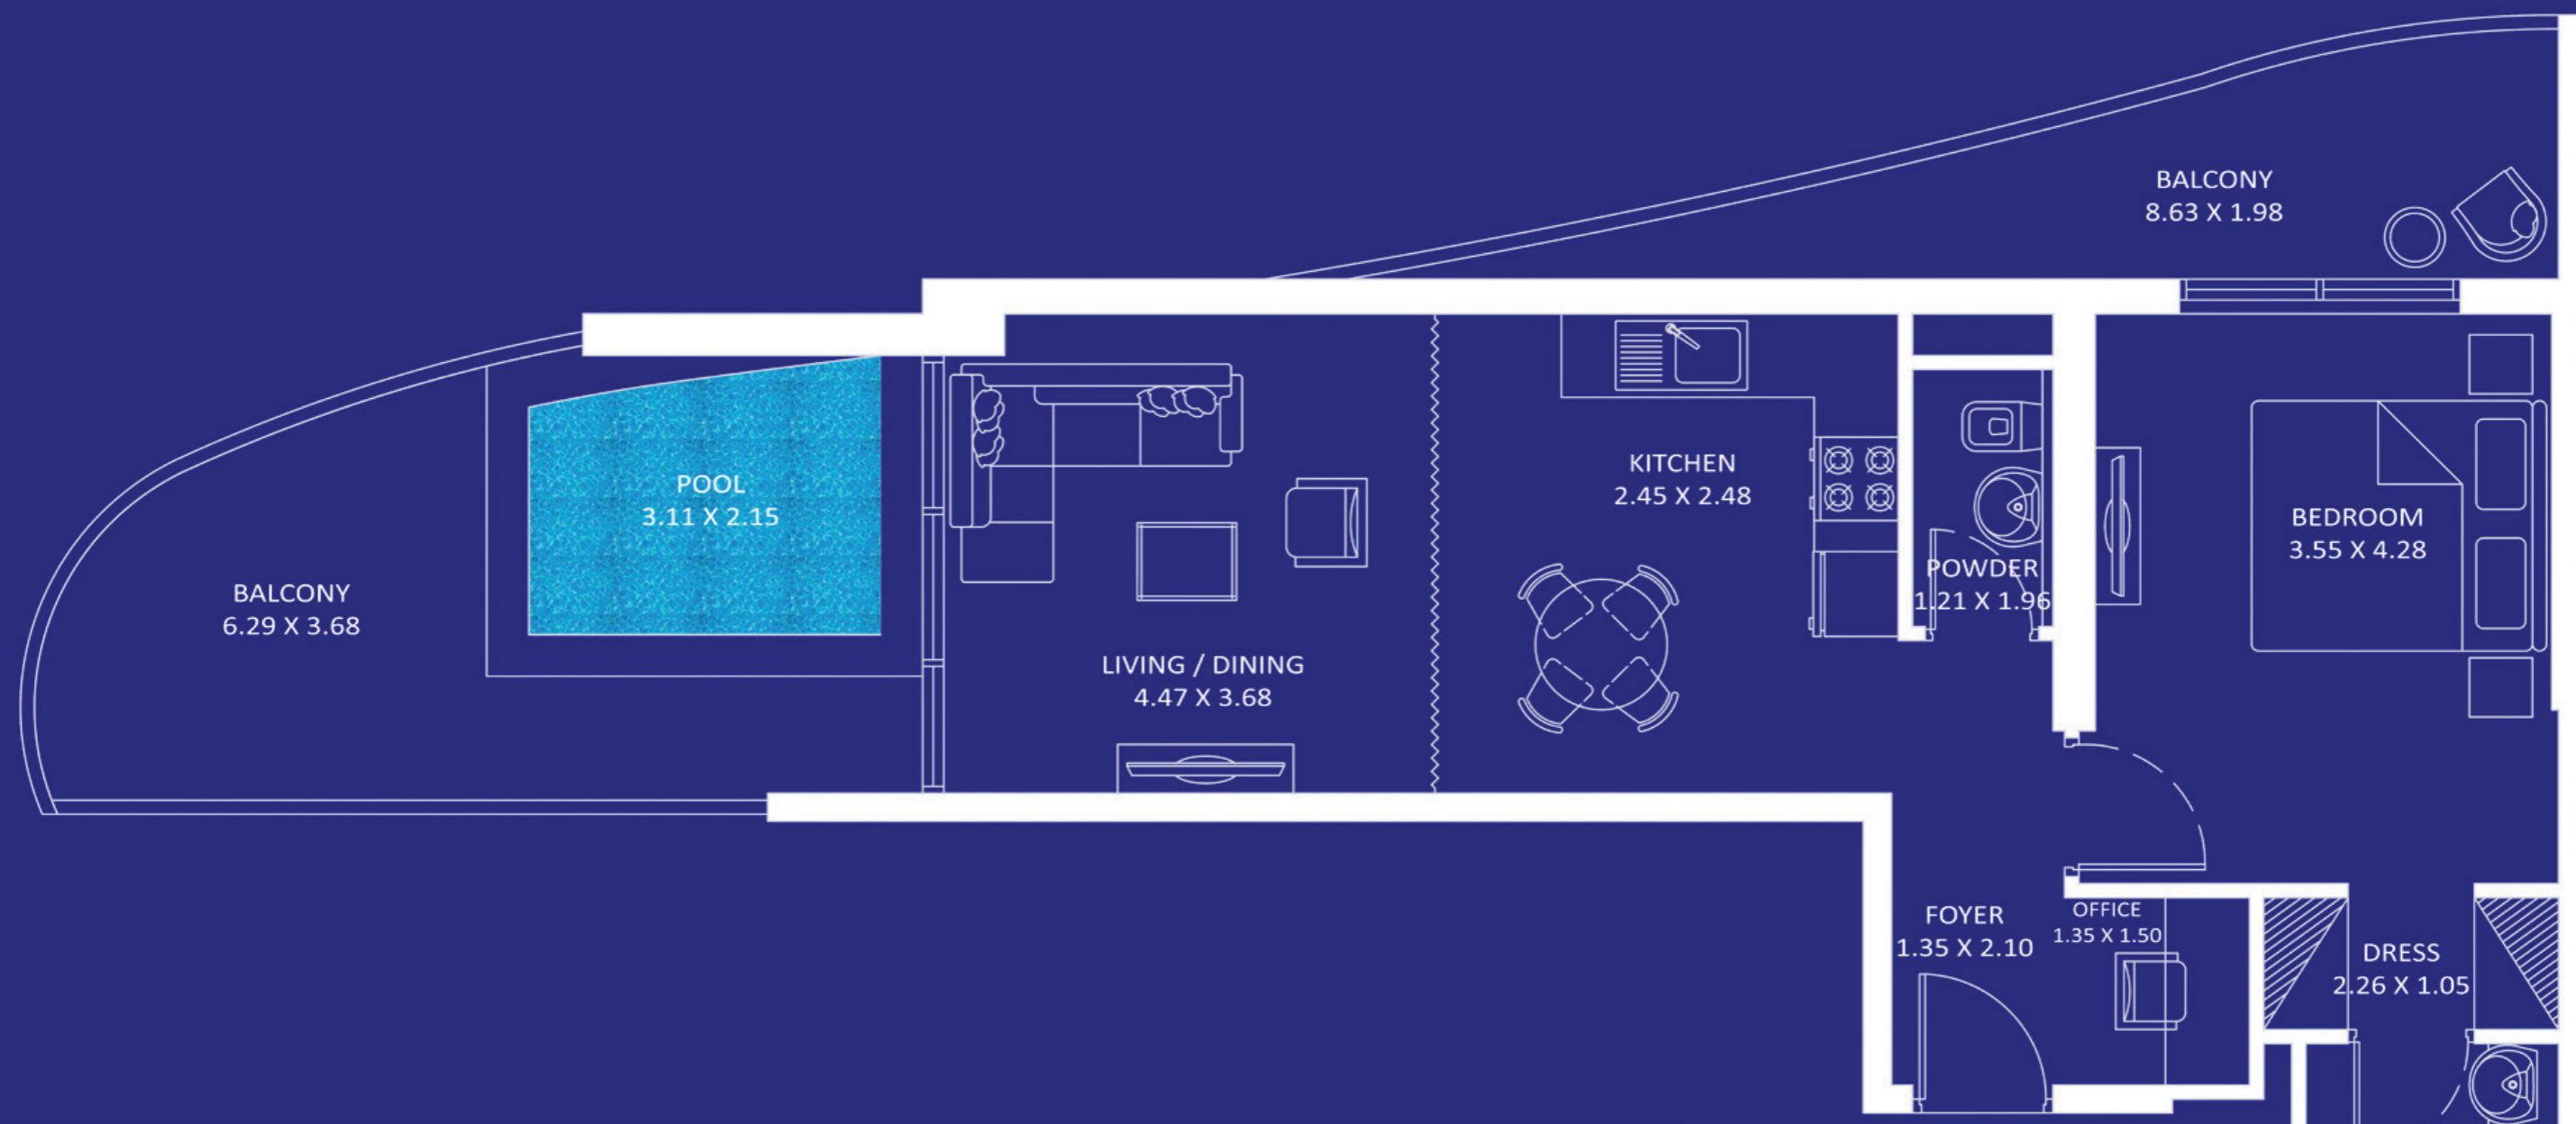 BALCONY
8.63 X 1.98
POOL
3.11 X 2.15
KITCHEN
2.45 X 2.48
BEDROOM
3.55 X 4.28
BALCONY
6.29 X 3.68
POWDER
1.21 X 1.96
LIVING / DINING
4.47 X 3.68
FOYER
1.35 X 2.10
OFFICE
1.35 X 1.50
DRESS
2.26 X 1.05